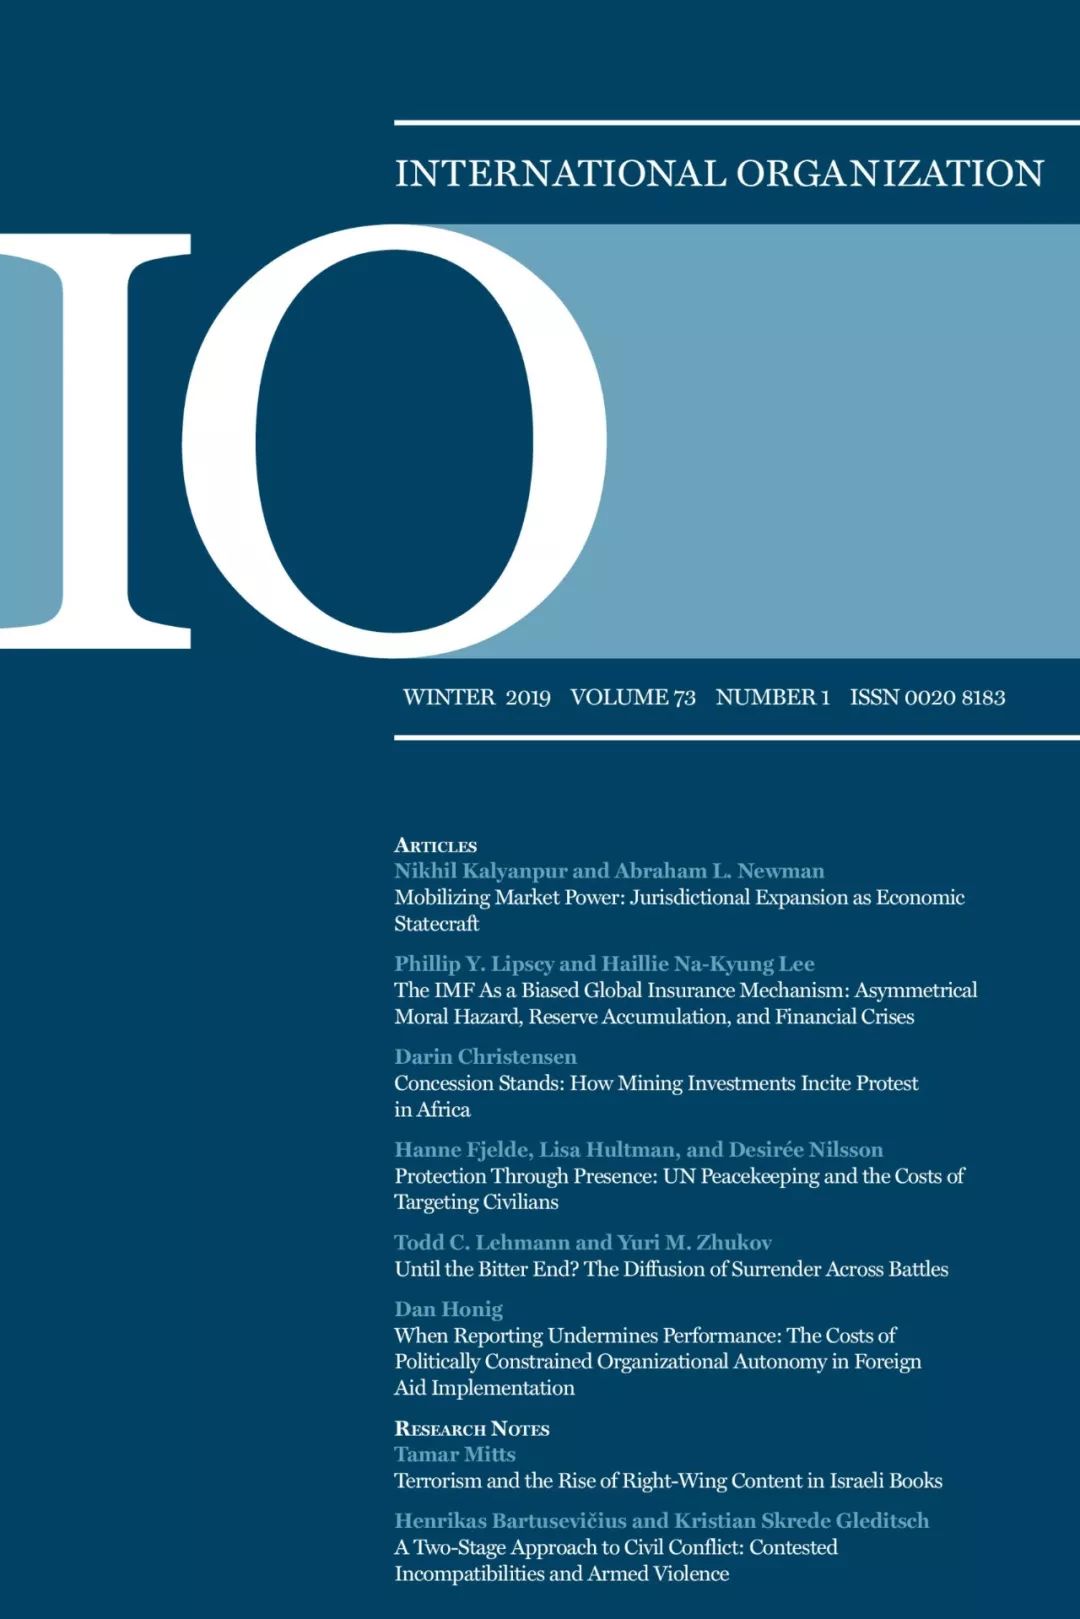 INTERNATIONAL ORGANIZATION
IO
WINTER 2019 VOLUME 73 NUMBER 1 ISSN 0020 8183
ARTICLES
Nikhil Kalyanpur and Abraham L. Newman
Mobilizing Market Power: Jurisdictional Expansion as Economic
Statecraft
Phillip Y. Lipscy and Haillie Na-Kyung Lee
The IMF As a Biased Global Insurance Mechanism: Asymmetrical
Moral Hazard, Reserve Accumulation, and Financial Crises
Darin Christensen
Concession Stands: How Mining Investments Incite Protest
in Africa
Hanne Fjelde, Lisa Hultman, and Desirée Nilsson
Protection Through Presence: UN Peacekeeping and the Costs of
Targeting Civilians
Todd C. Lehmann and Yuri M. Zhukov
Until the Bitter End? The Diffusion of Surrender Across Battles
Dan Honig
When Reporting Undermines Performance: The Costs of
Politically Constrained Organizational Autonomy in Foreign
Aid Implementation
RESEARCH NOTES
Tamar Mitts
Terrorism and the Rise of Right-Wing Content in Israeli Books
Henrikas Bartusevičius and Kristian Skrede Gleditsch
A Two-Stage Approach to Civil Conflict: Contested
Incompatibilities and Armed Violence